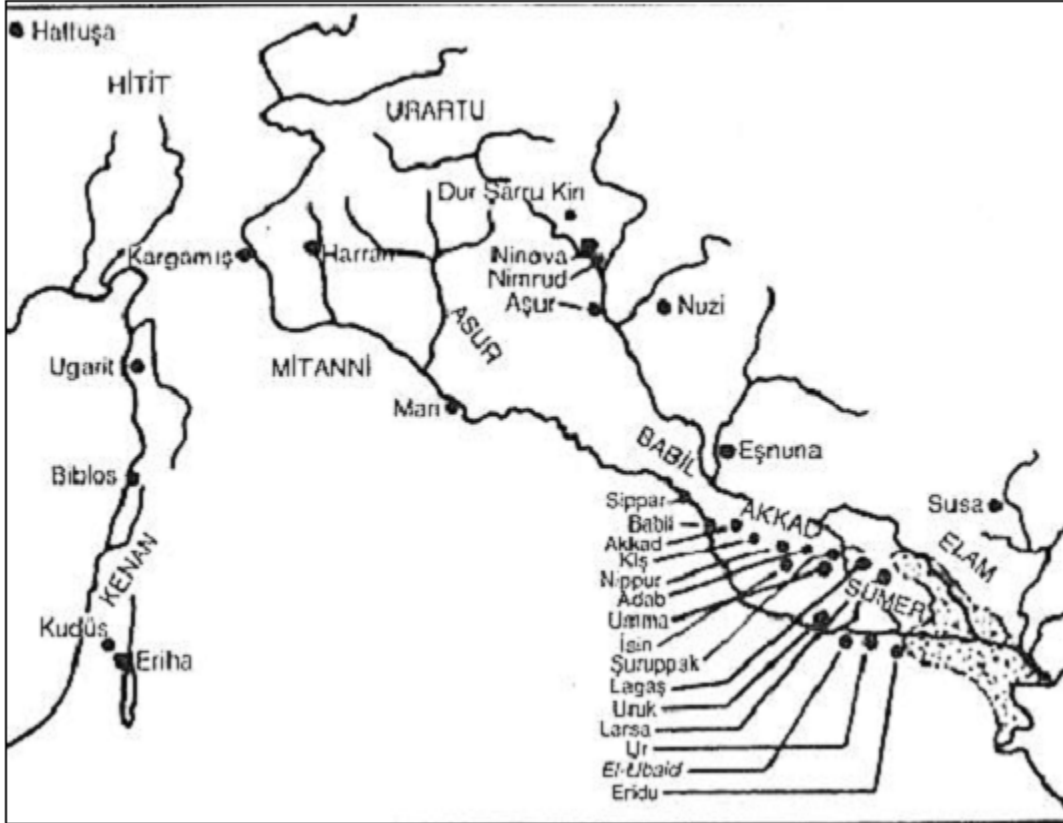 Hattuşa
HİTİT
URARTU
Dur Şarru Kin
Kargamış
Harran
Ninova
Nimrud
Aşur
Nuzi
ASUR
Ugarit
MİTANNİ
Mari
BABİL
Eşnuna
Biblos
Sippar
AKKAD
Susa
Babil
Akkad
ELAM
Kiş
KENAN
Nippur
Adab
SUMER
Umma
Kudüs
İsin
Eriha
Şuruppak
Lagaş
Uruk
Larsa
Ur
El-Ubaid
Eridu